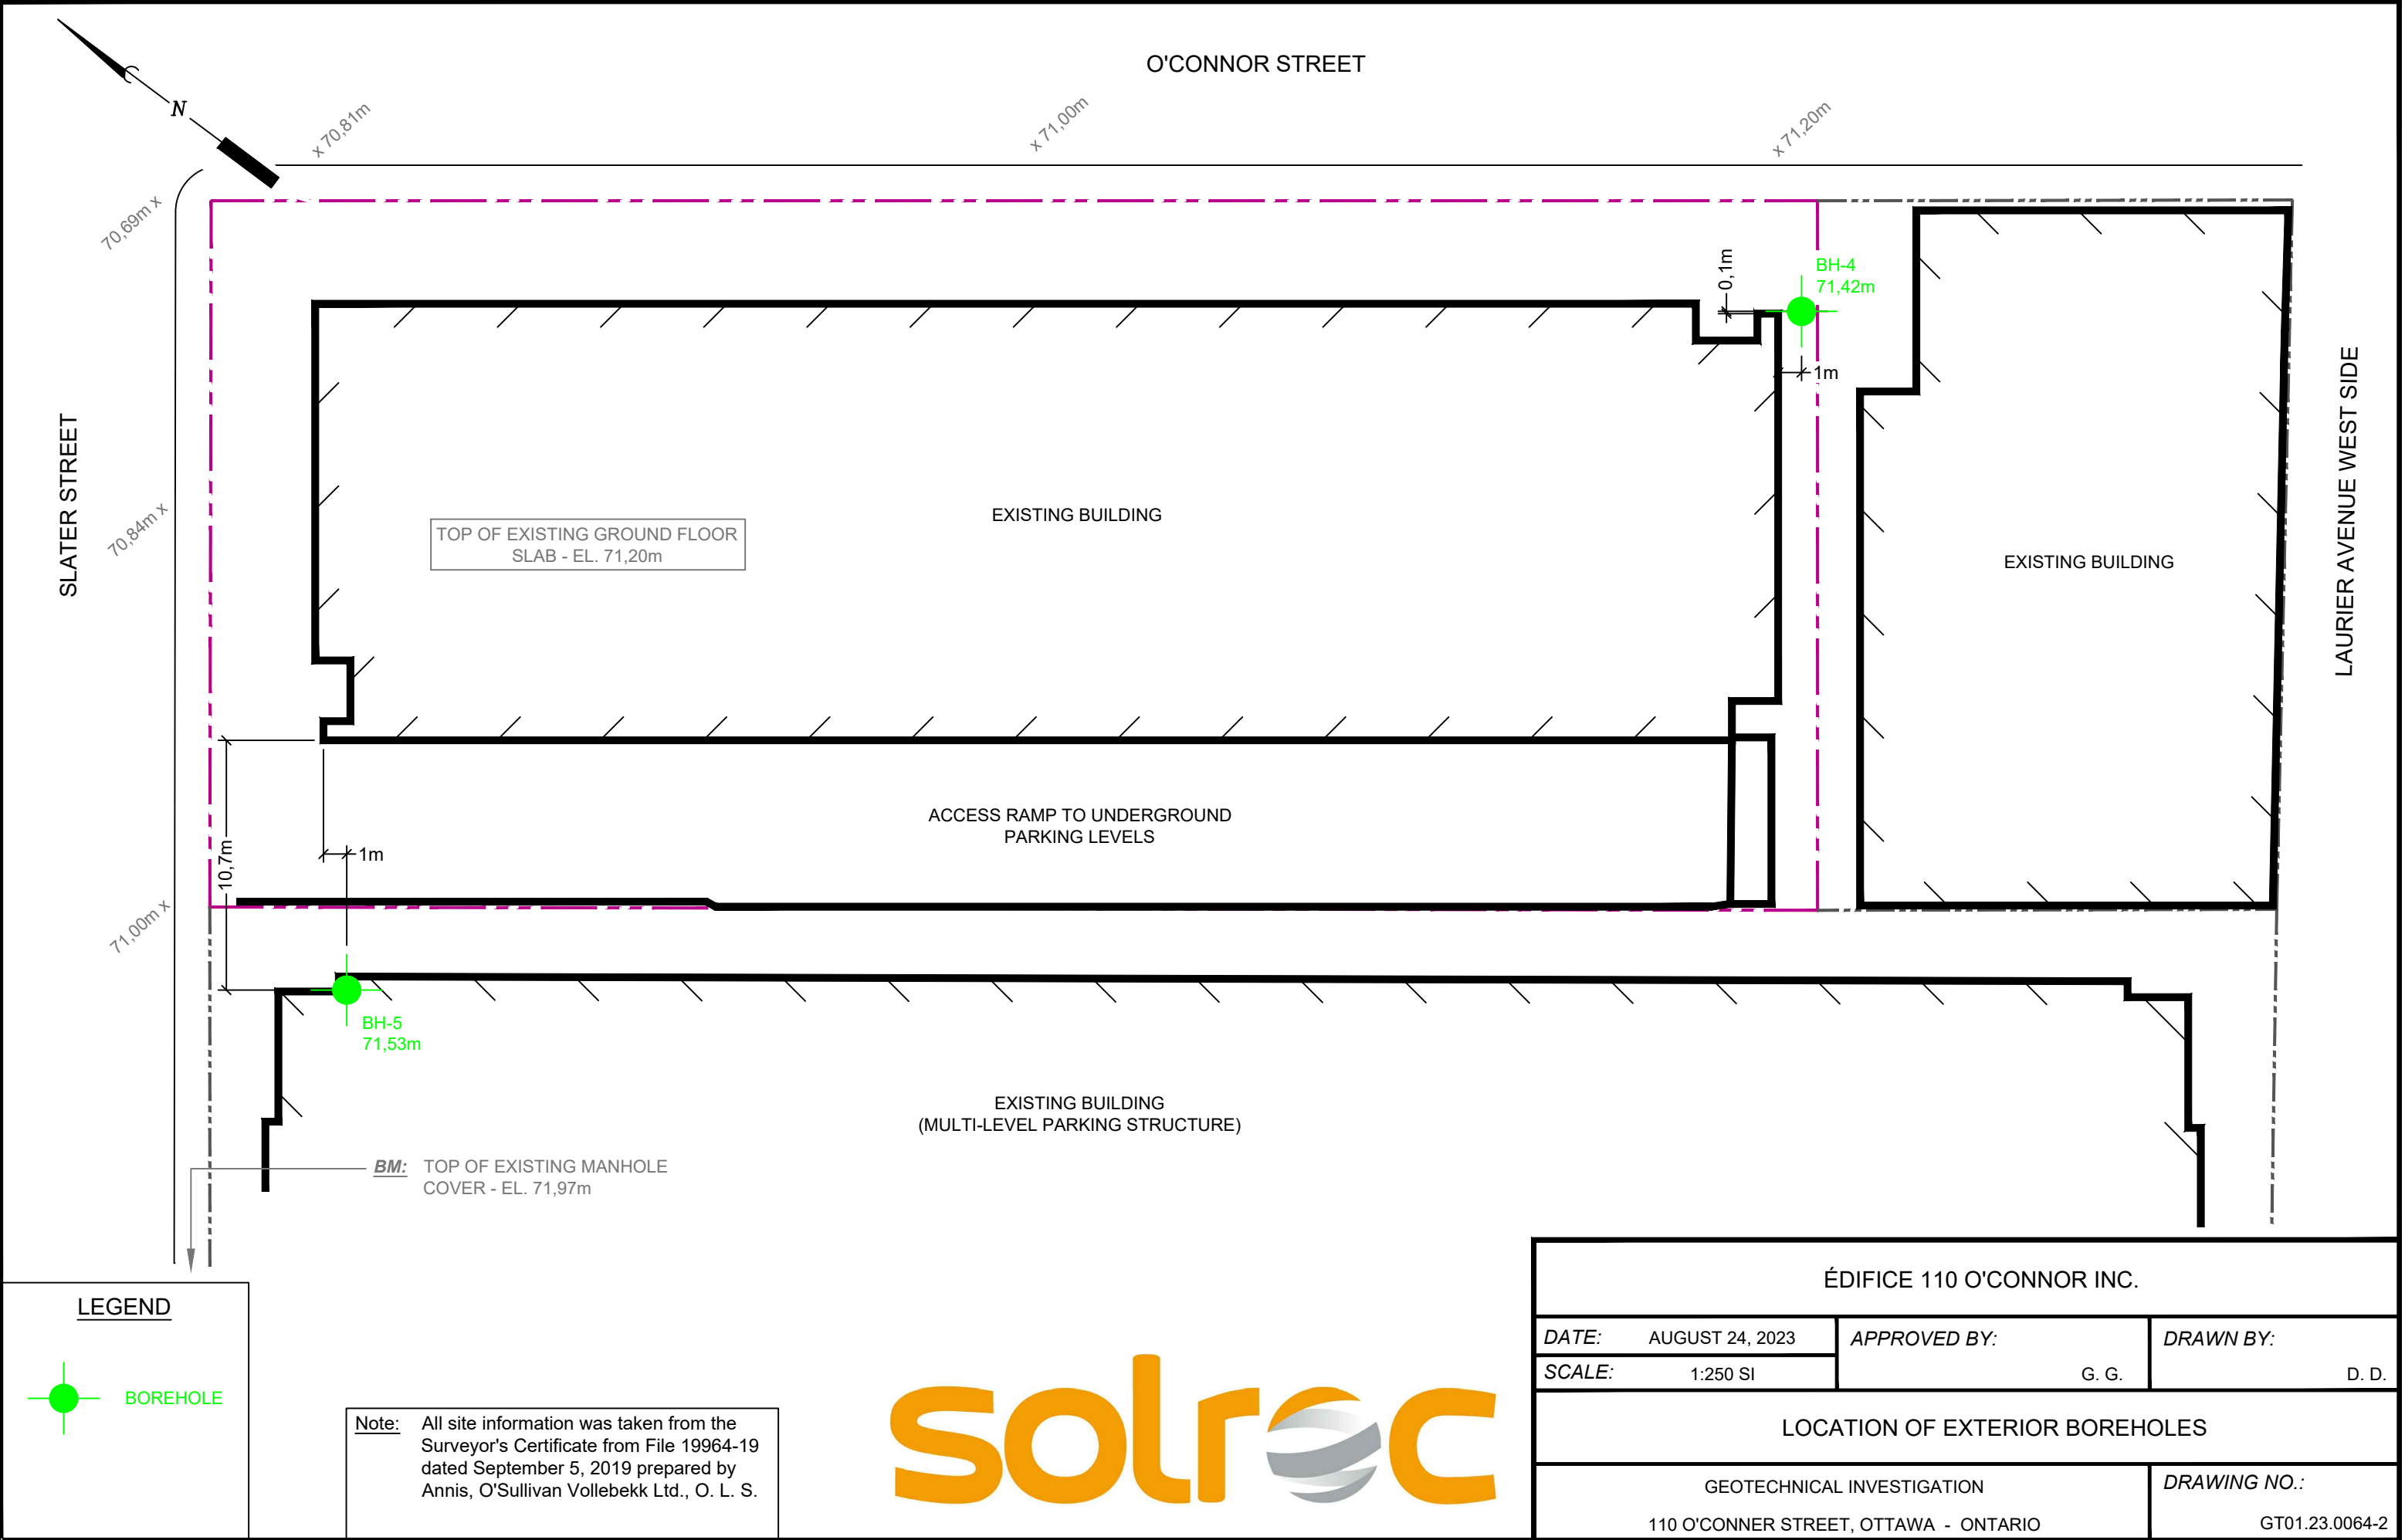 O'CONNOR STREET
N
x 70,81m
x 71,00m
x 71,20m
70,69m x
70,84m x
71,00m x
SLATER STREET
LAURIER AVENUE WEST SIDE
0,1m
BH-4
71,42m
1m
EXISTING BUILDING
TOP OF EXISTING GROUND FLOOR
SLAB - EL. 71,20m
EXISTING BUILDING
ACCESS RAMP TO UNDERGROUND
PARKING LEVELS
10,7m
1m
BH-5
71,53m
EXISTING BUILDING
(MULTI-LEVEL PARKING STRUCTURE)
BM: TOP OF EXISTING MANHOLE
COVER - EL. 71,97m
LEGEND
BOREHOLE
Note: All site information was taken from the
Surveyor's Certificate from File 19964-19
dated September 5, 2019 prepared by
Annis, O'Sullivan Vollebekk Ltd., O. L. S.
solroc
ÉDIFICE 110 O'CONNOR INC.
DATE: AUGUST 24, 2023
SCALE: 1:250 SI
APPROVED BY:
G. G.
DRAWN BY:
D. D.
LOCATION OF EXTERIOR BOREHOLES
GEOTECHNICAL INVESTIGATION
110 O'CONNER STREET, OTTAWA - ONTARIO
DRAWING NO.:
GT01.23.0064-2